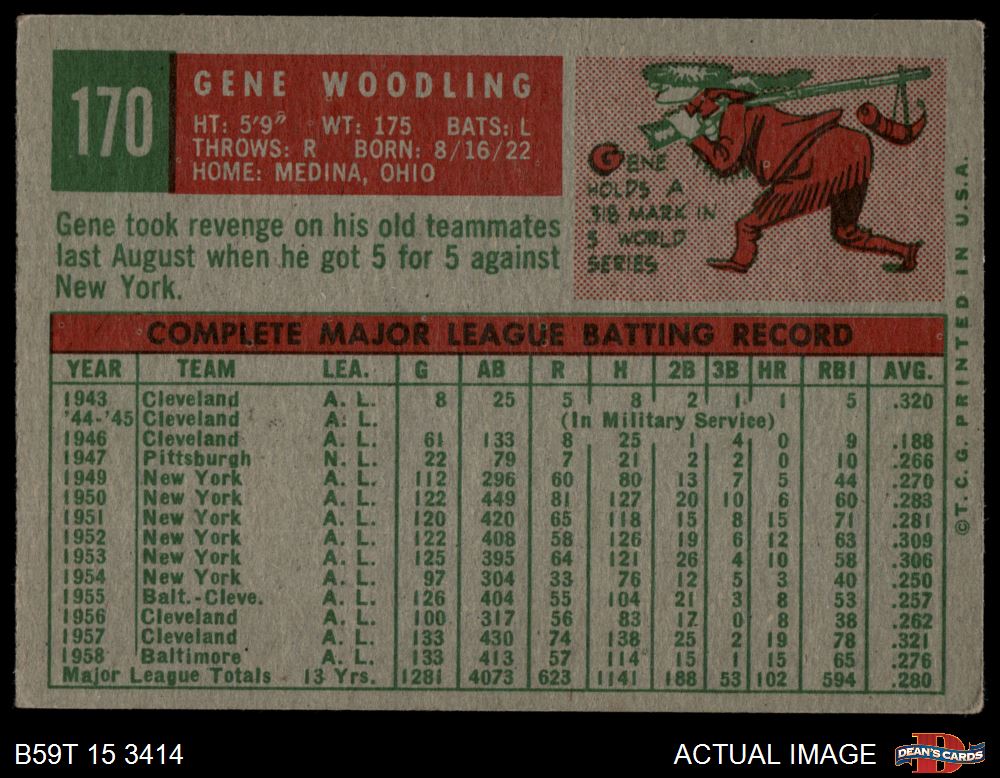 170
GENE WOODLING
HT: 5'9" WT: 175 BATS: L
THROWS: R BORN: 8/16/22
HOME: MEDINA, OHIO
Gene took revenge on his old teammates
last August when he got 5 for 5 against
New York.
GENE
HOLDS A
318 MARK IN
5 WORLD
SERIES
COMPLETE MAJOR LEAGUE BATTING RECORD
YEAR TEAM LEA. G AB R H 2B 3B HR RBI AVG.
1943 Cleveland A. L. 8 25 5 8 2 1 1 5 .320
'44-'45 Cleveland A. L. (In Military Service)
1946 Cleveland A. L. 61 133 8 25 1 4 0 9 .188
1947 Pittsburgh N. L. 22 79 7 21 2 2 0 10 .266
1949 New York A. L. 112 296 60 80 13 7 5 44 .270
1950 New York A. L. 122 449 81 127 20 10 6 60 .283
1951 New York A. L. 120 420 65 118 15 8 15 71 .281
1952 New York A. L. 122 408 58 126 19 6 12 63 .309
1953 New York A. L. 125 395 64 121 26 4 10 58 .306
1954 New York A. L. 97 304 33 76 12 5 3 40 .250
1955 Balt.-Cleve. A. L. 126 404 55 104 21 3 8 53 .257
1956 Cleveland A. L. 100 317 56 83 17 0 8 38 .262
1957 Cleveland A. L. 133 430 74 138 25 2 19 78 .321
1958 Baltimore A. L. 133 413 57 114 15 1 15 65 .276
Major League Totals 13 Yrs. 1281 4073 623 1141 188 53 102 594 .280
©T.C.G. PRINTED IN U.S.A.
B59T 15 3414
ACTUAL IMAGE
DEAN'S CARDS